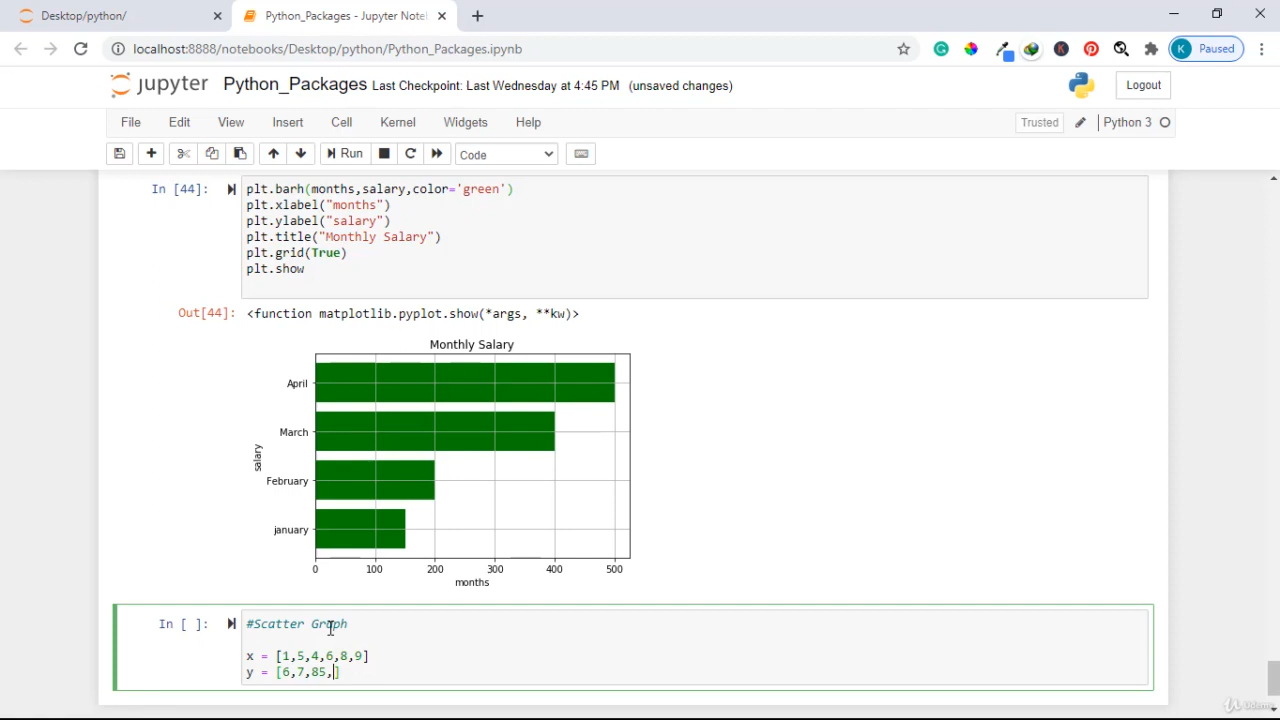 Desktop/python/
Python_Packages - Jupyter Note
localhost:8888/notebooks/Desktop/python/Python_Packages.ipynb
K Paused
jupyter Python_Packages Last Checkpoint: Last Wednesday at 4:45 PM (unsaved changes)
Logout
File Edit View Insert Cell Kernel Widgets Help
Trusted Python 3
Run Code
In [44]: plt.barh(months,salary,color='green')
plt.xlabel("months")
plt.ylabel("salary")
plt.title("Monthly Salary")
plt.grid(True)
plt.show
Out[44]: <function matplotlib.pyplot.show(*args, **kw)>
Monthly Salary
April
March
salary
February
january
0 100 200 300 400 500
months
In [ ]: #Scatter Graph
x = [1,5,4,6,8,9]
y = [6,7,85,]